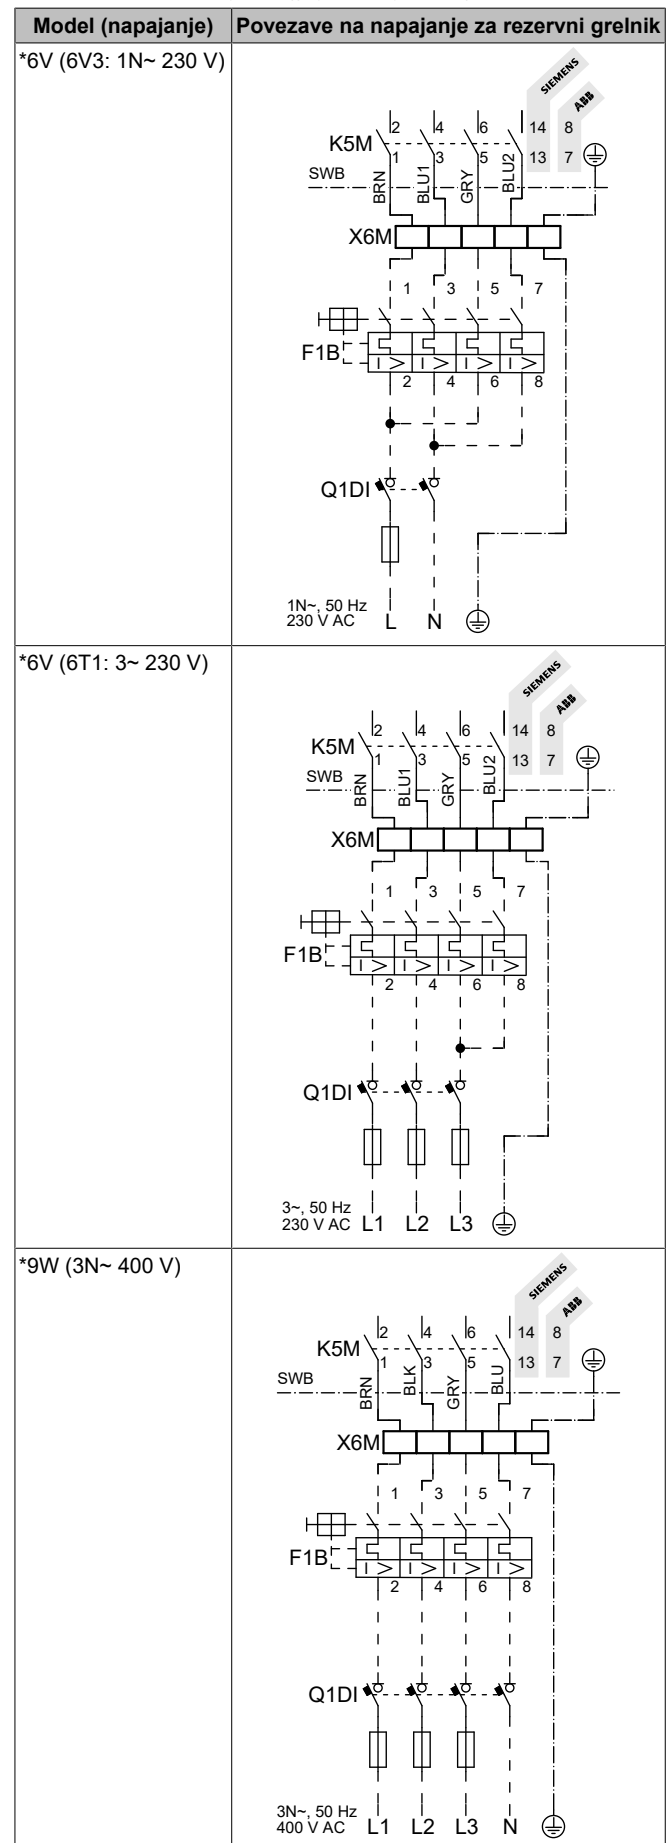 Model (napajanje) Povezave na napajanje za rezervni grelnik
*6V (6V3: 1N~ 230 V)
SIEMENS
ABB
2 4 6 14 8
K5M
1 3 5 13 7
SWB
BRN BLU1 GRY BLU2
X6M
1 3 5 7
F1B
I > I > I > I >
2 4 6 8
Q1DI
1N~, 50 Hz
230 V AC
L N
*6V (6T1: 3~ 230 V)
SIEMENS
ABB
2 4 6 14 8
K5M
1 3 5 13 7
SWB
BRN BLU1 GRY BLU2
X6M
1 3 5 7
F1B
I > I > I > I >
2 4 6 8
Q1DI
3~, 50 Hz
230 V AC
L1 L2 L3
*9W (3N~ 400 V)
SIEMENS
ABB
2 4 6 14 8
K5M
1 3 5 13 7
SWB
BRN BLK GRY BLU
X6M
1 3 5 7
F1B
I > I > I > I >
2 4 6 8
Q1DI
3N~, 50 Hz
400 V AC
L1 L2 L3 N